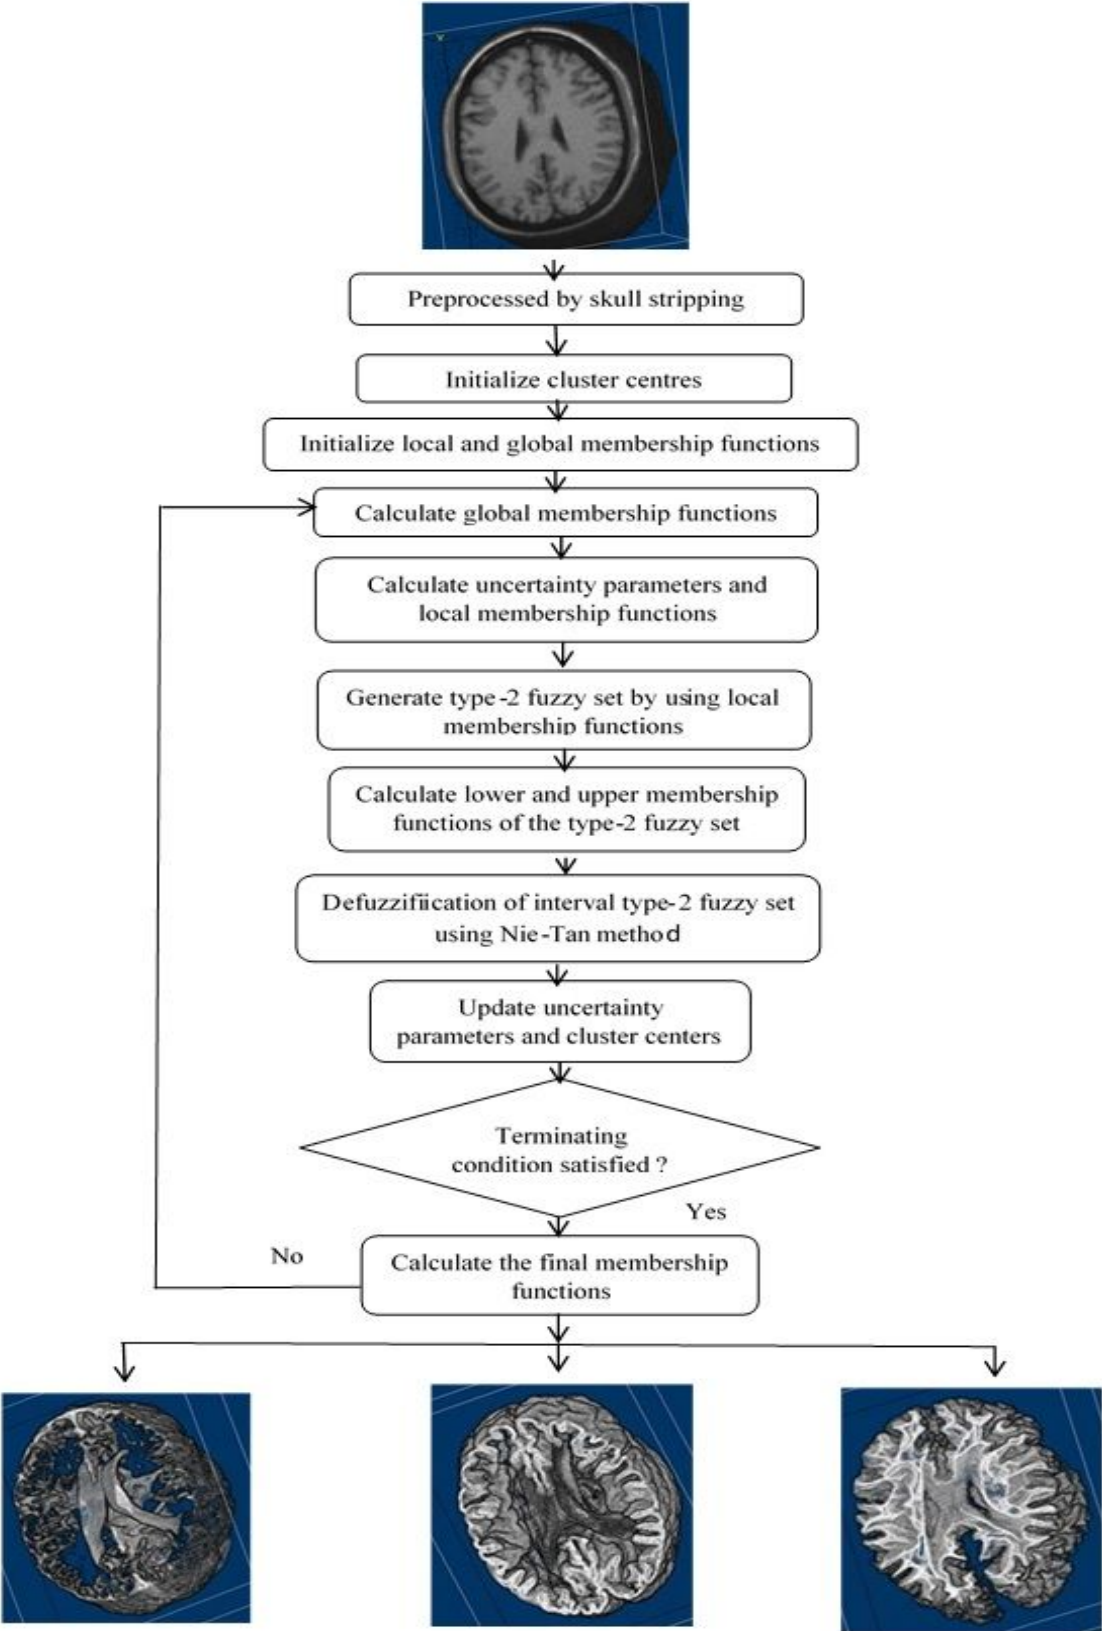 Preprocessed by skull stripping
Initialize cluster centres
Initialize local and global membership functions
Calculate global membership functions
Calculate uncertainty parameters and
local membership functions
Generate type-2 fuzzy set by using local
membership functions
Calculate lower and upper membership
functions of the type-2 fuzzy set
Defuzzifiication of interval type-2 fuzzy set
using Nie-Tan method
Update uncertainty
parameters and cluster centers
Terminating
condition satisfied ?
Yes
No
Calculate the final membership
functions